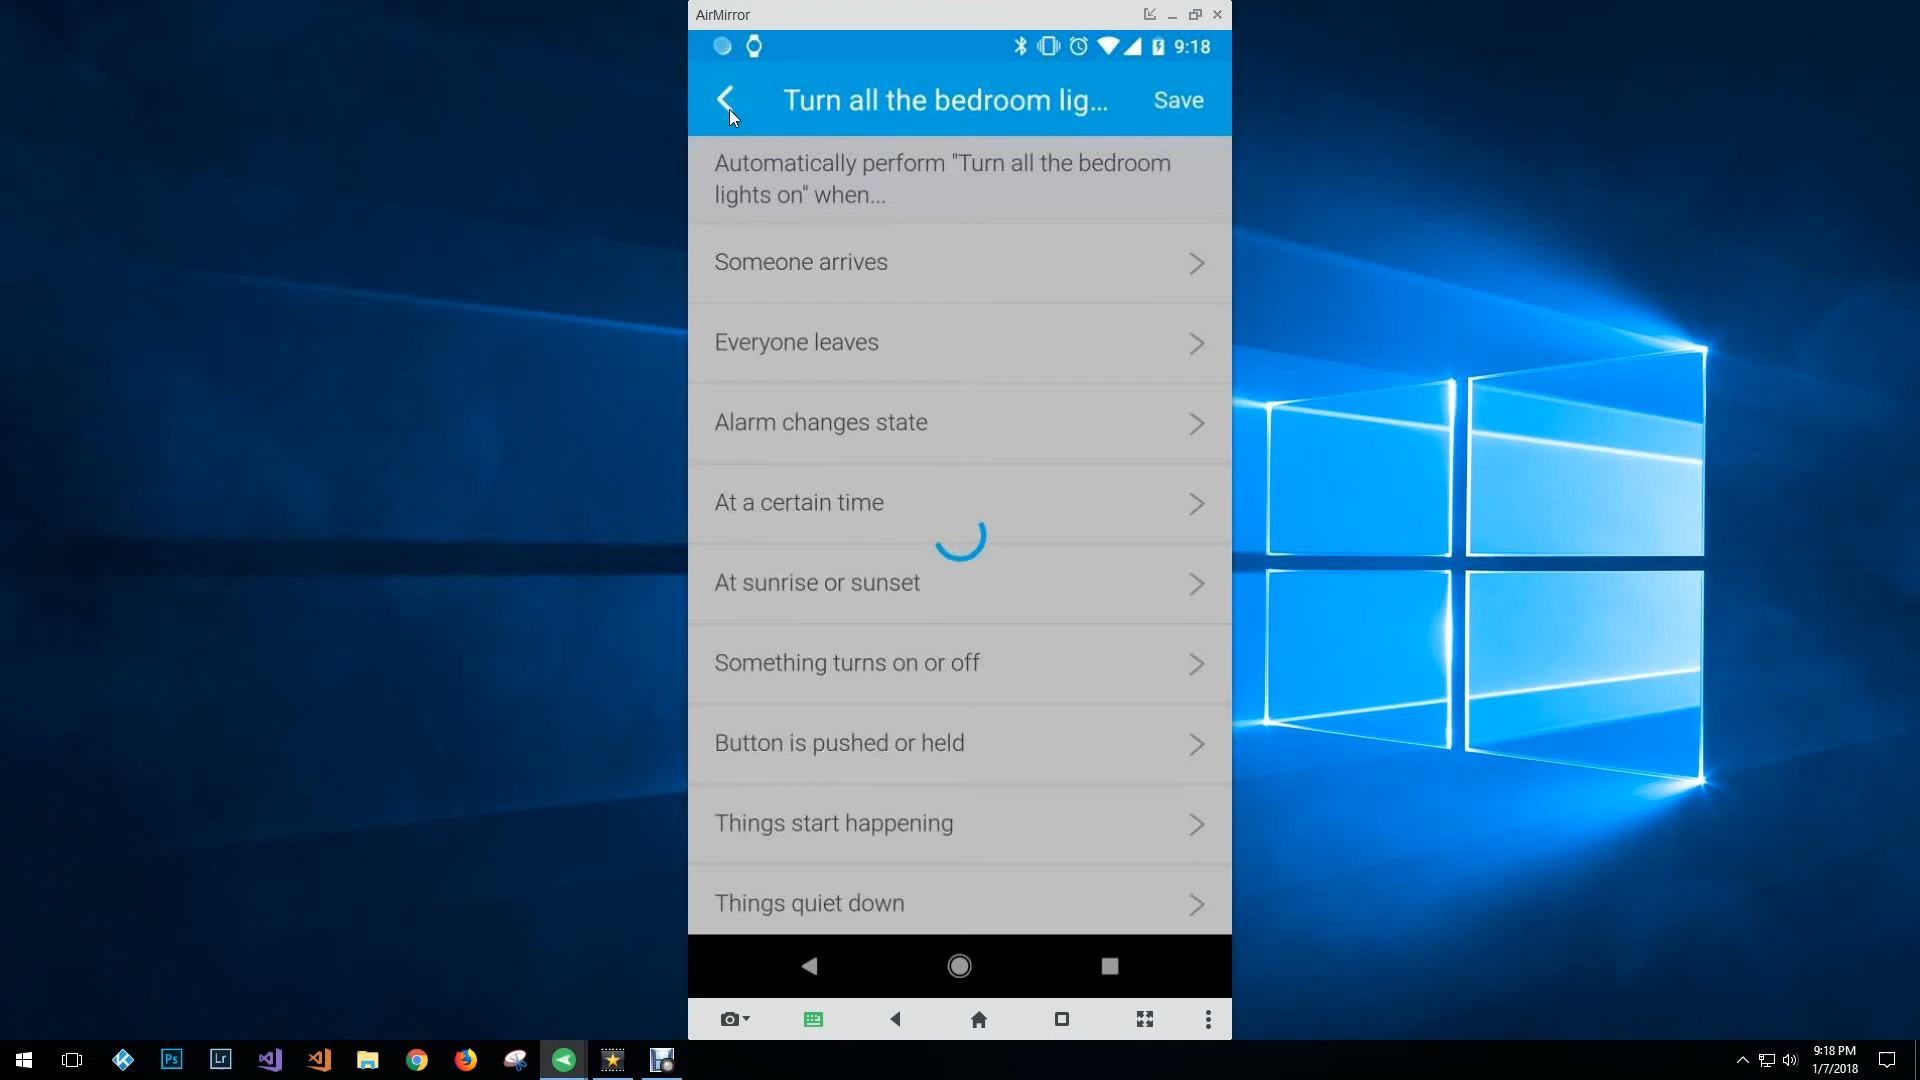 AirMirror
9:18
Turn all the bedroom lig...
Save
Automatically perform "Turn all the bedroom
lights on" when...
Someone arrives
Everyone leaves
Alarm changes state
At a certain time
At sunrise or sunset
Something turns on or off
Button is pushed or held
Things start happening
Things quiet down
Ps
Lr
9:18 PM
1/7/2018